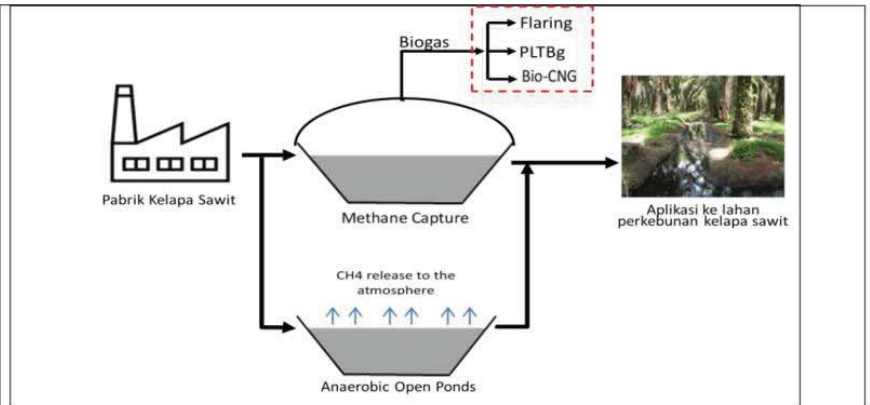 Flaring
Biogas
PLTBg
Bio-CNG
Pabrik Kelapa Sawit
Methane Capture
Aplikasi ke lahan
perkebunan kelapa sawit
CH4 release to the
atmosphere
Anaerobic Open Ponds